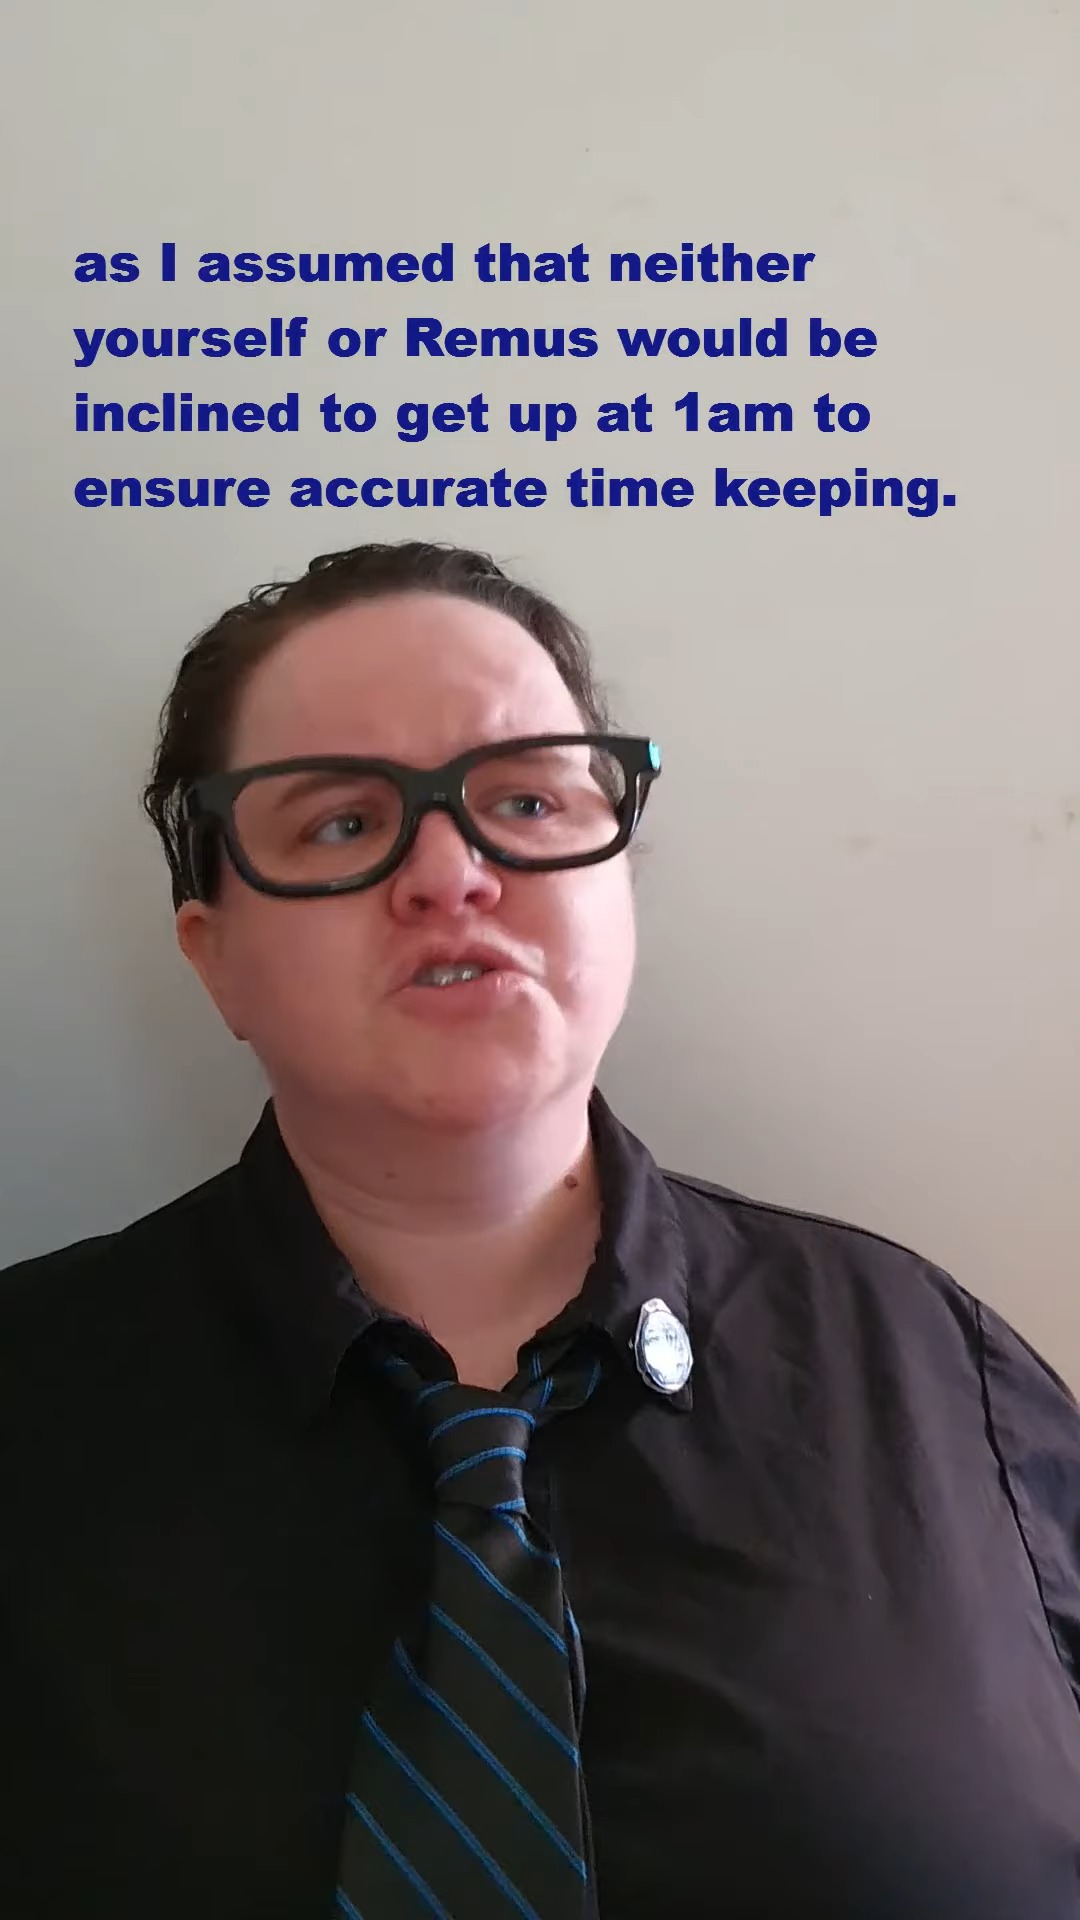 as I assumed that neither
yourself or Remus would be
inclined to get up at 1am to
ensure accurate time keeping.